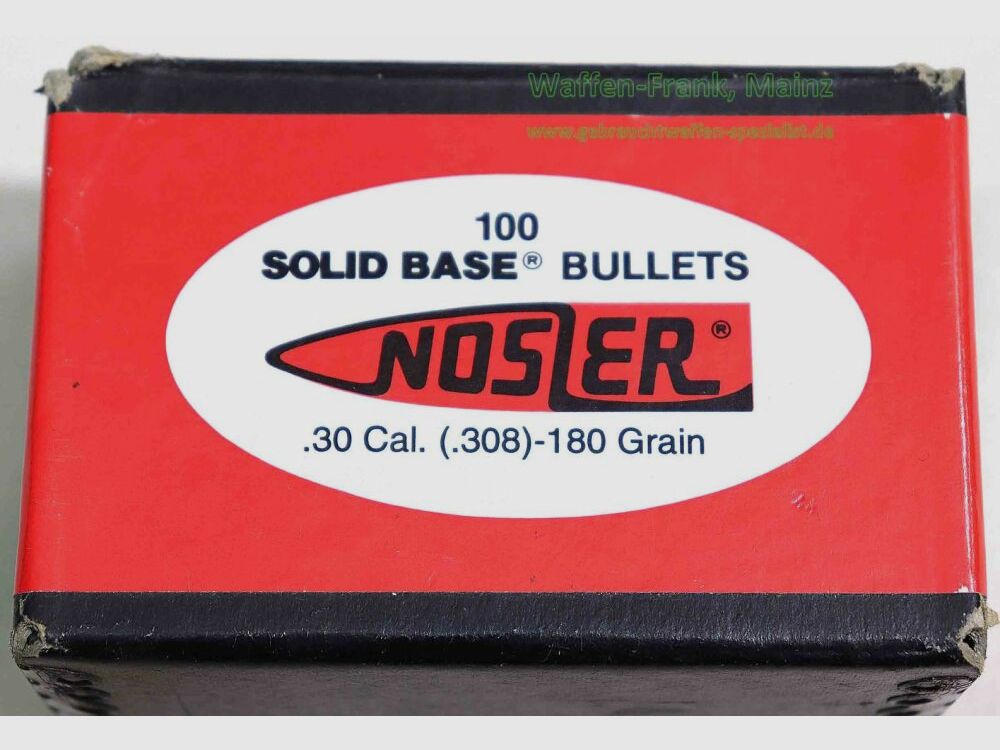 Waffen-Frank, Mainz
www.gebrauchtwaffen-spezialist.de
100
SOLID BASE® BULLETS
NOSLER®
.30 Cal. (.308)-180 Grain